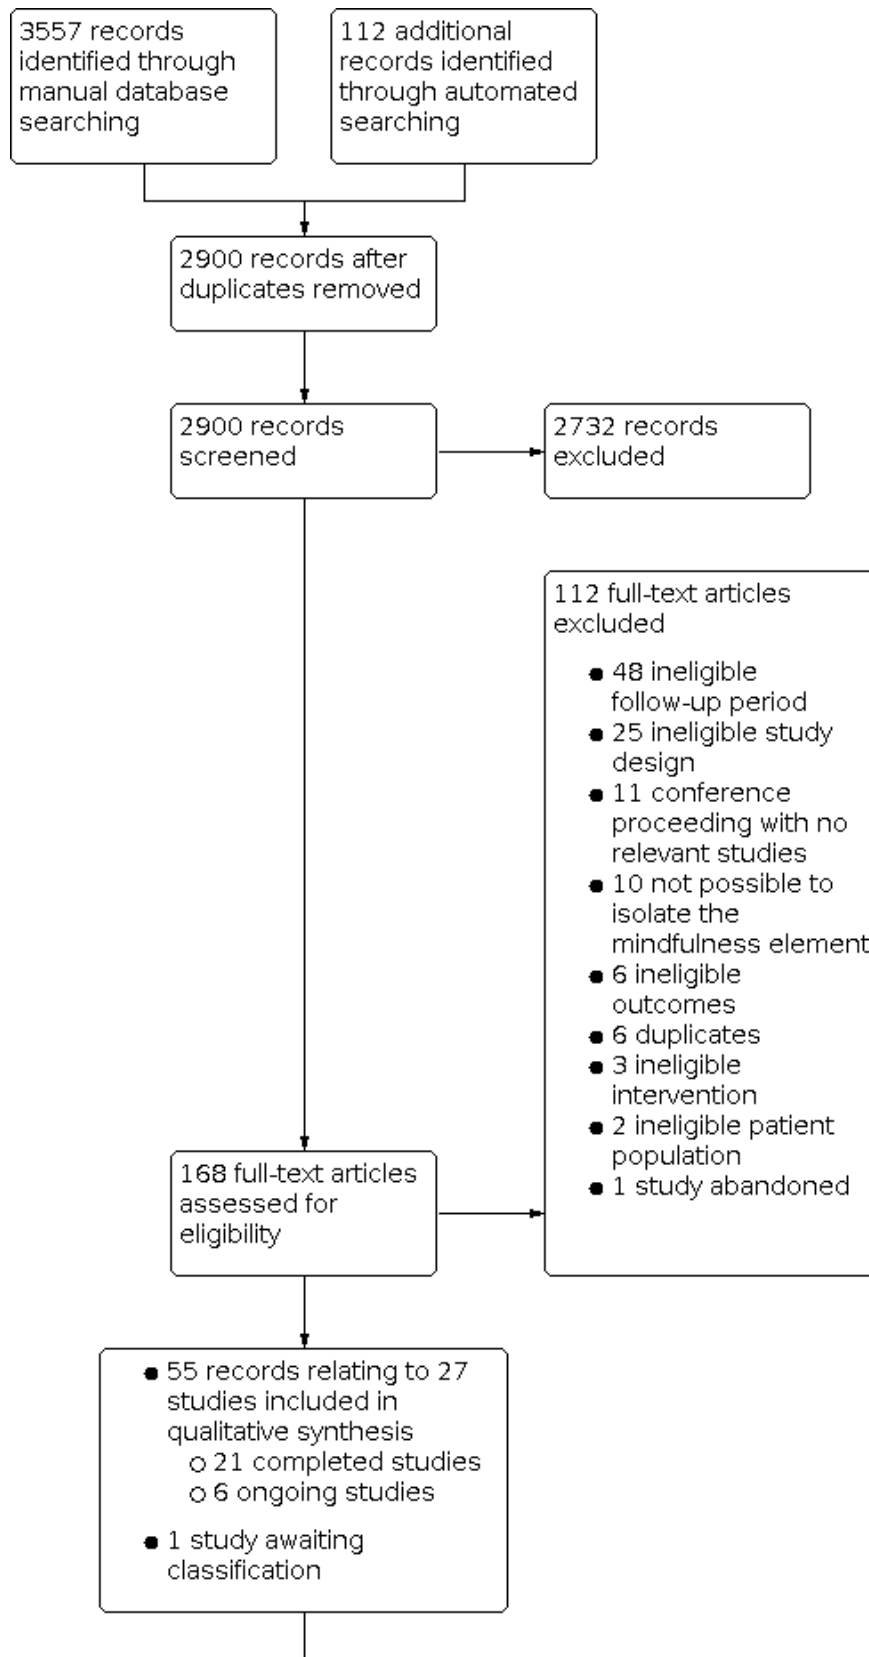 3557 records
identified through
manual database
searching
112 additional
records identified
through automated
searching
2900 records after
duplicates removed
2900 records
screened
2732 records
excluded
112 full-text articles
excluded
● 48 ineligible
follow-up period
● 25 ineligible study
design
● 11 conference
proceeding with no
relevant studies
● 10 not possible to
isolate the
mindfulness element
● 6 ineligible
outcomes
● 6 duplicates
● 3 ineligible
intervention
● 2 ineligible patient
population
● 1 study abandoned
168 full-text articles
assessed for
eligibility
● 55 records relating to 27
studies included in
qualitative synthesis
○ 21 completed studies
○ 6 ongoing studies
● 1 study awaiting
classification